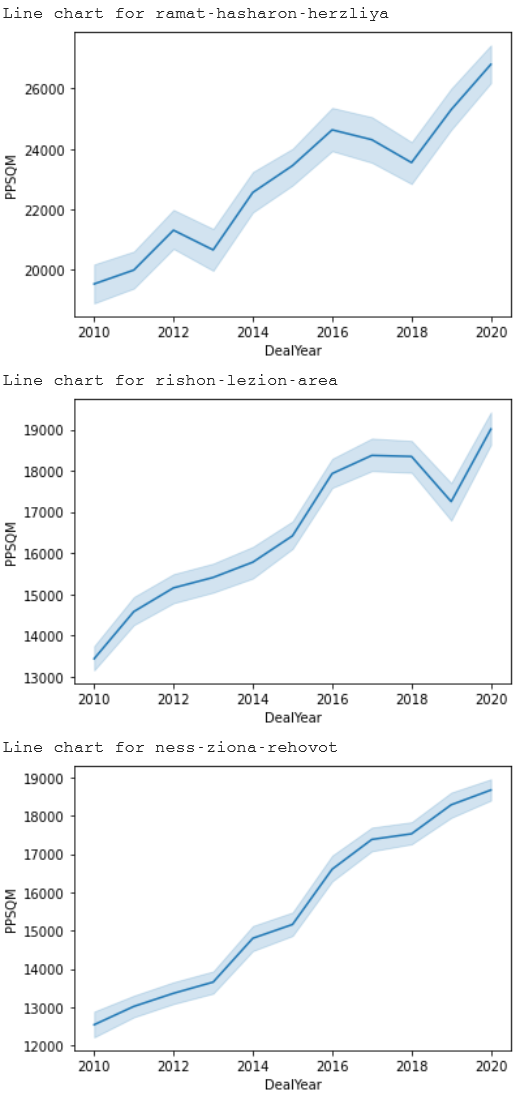 Line chart for ramat-hasharon-herzliya
26000
24000
22000
20000
PPSQM
2010 2012 2014 2016 2018 2020
DealYear
Line chart for rishon-lezion-area
19000
18000
17000
16000
15000
14000
13000
PPSQM
2010 2012 2014 2016 2018 2020
DealYear
Line chart for ness-ziona-rehovot
19000
18000
17000
16000
15000
14000
13000
12000
PPSQM
2010 2012 2014 2016 2018 2020
DealYear